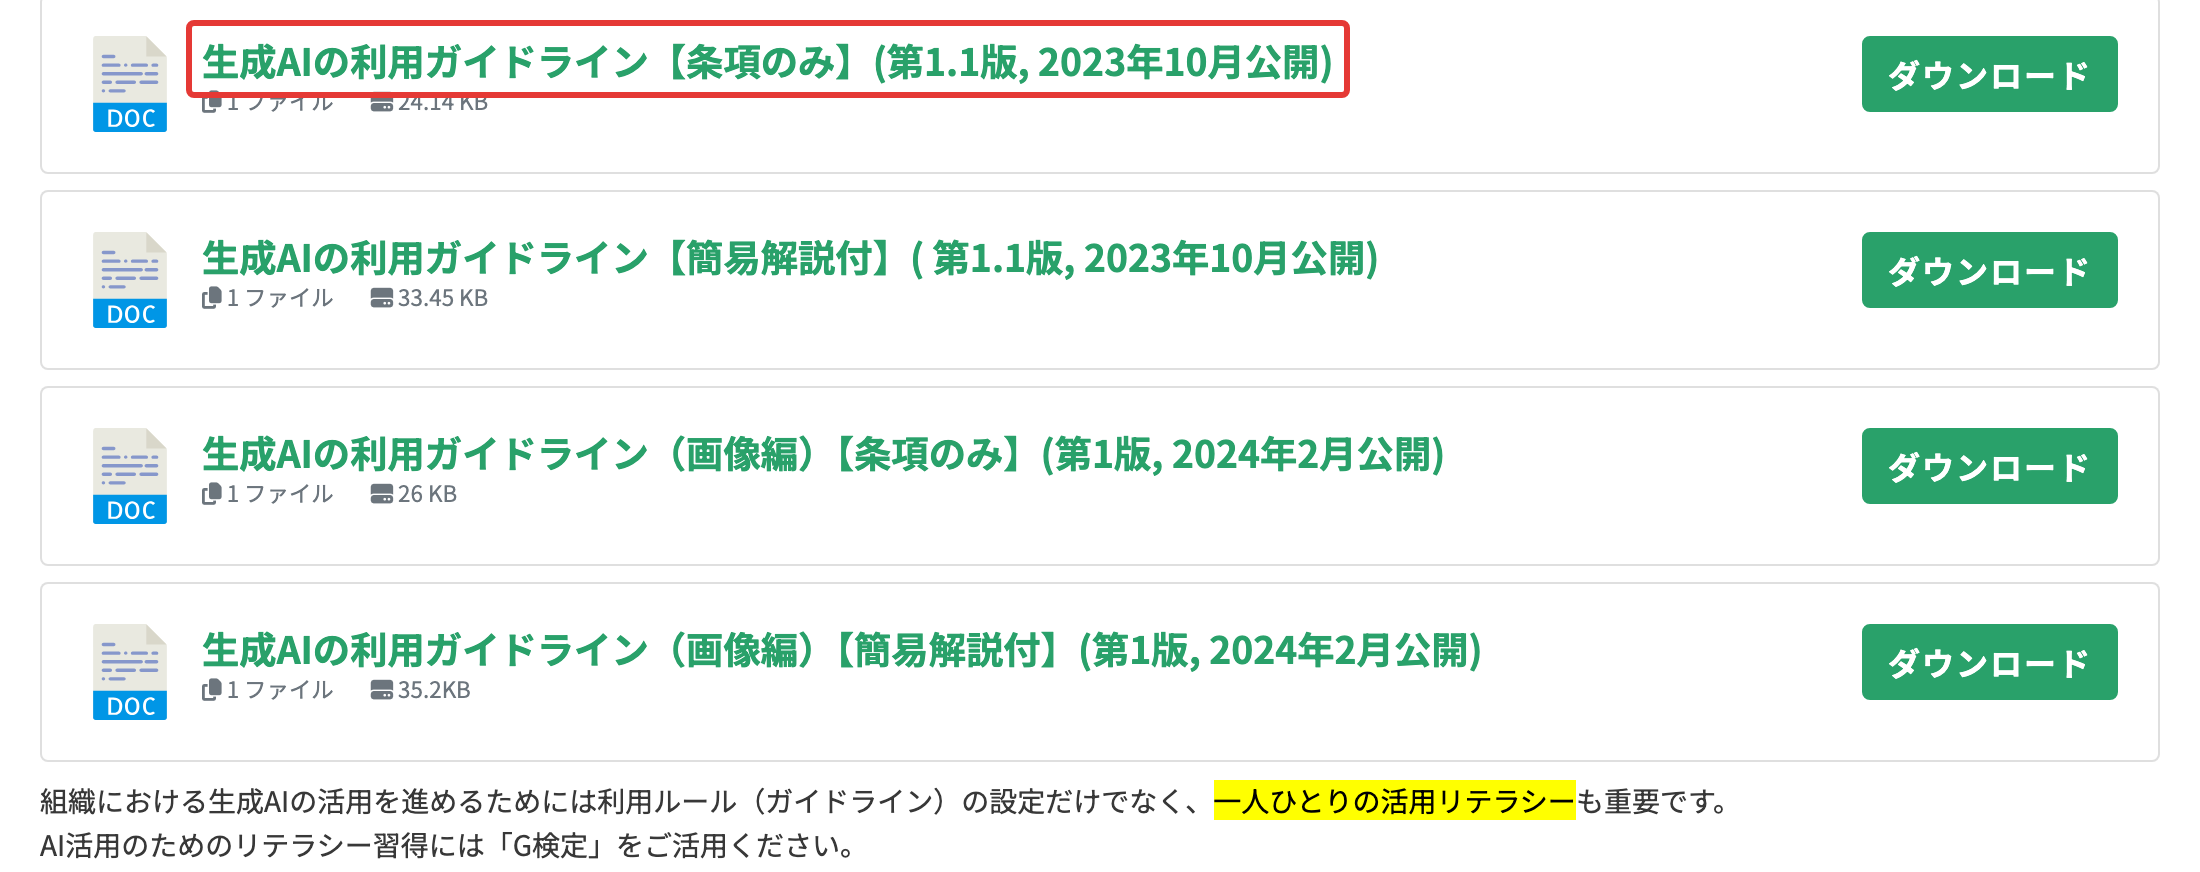 生成AIの利用ガイドライン【条項のみ】(第1.1版, 2023年10月公開)
1 ファイル 24.14 KB
DOC
ダウンロード
生成AIの利用ガイドライン【簡易解説付】( 第1.1版, 2023年10月公開)
1 ファイル 33.45 KB
DOC
ダウンロード
生成AIの利用ガイドライン（画像編）【条項のみ】(第1版, 2024年2月公開)
1 ファイル 26 KB
DOC
ダウンロード
生成AIの利用ガイドライン（画像編）【簡易解説付】(第1版, 2024年2月公開)
1 ファイル 35.2KB
DOC
ダウンロード
組織における生成AIの活用を進めるためには利用ルール（ガイドライン）の設定だけでなく、一人ひとりの活用リテラシーも重要です。
AI活用のためのリテラシー習得には「G検定」をご活用ください。